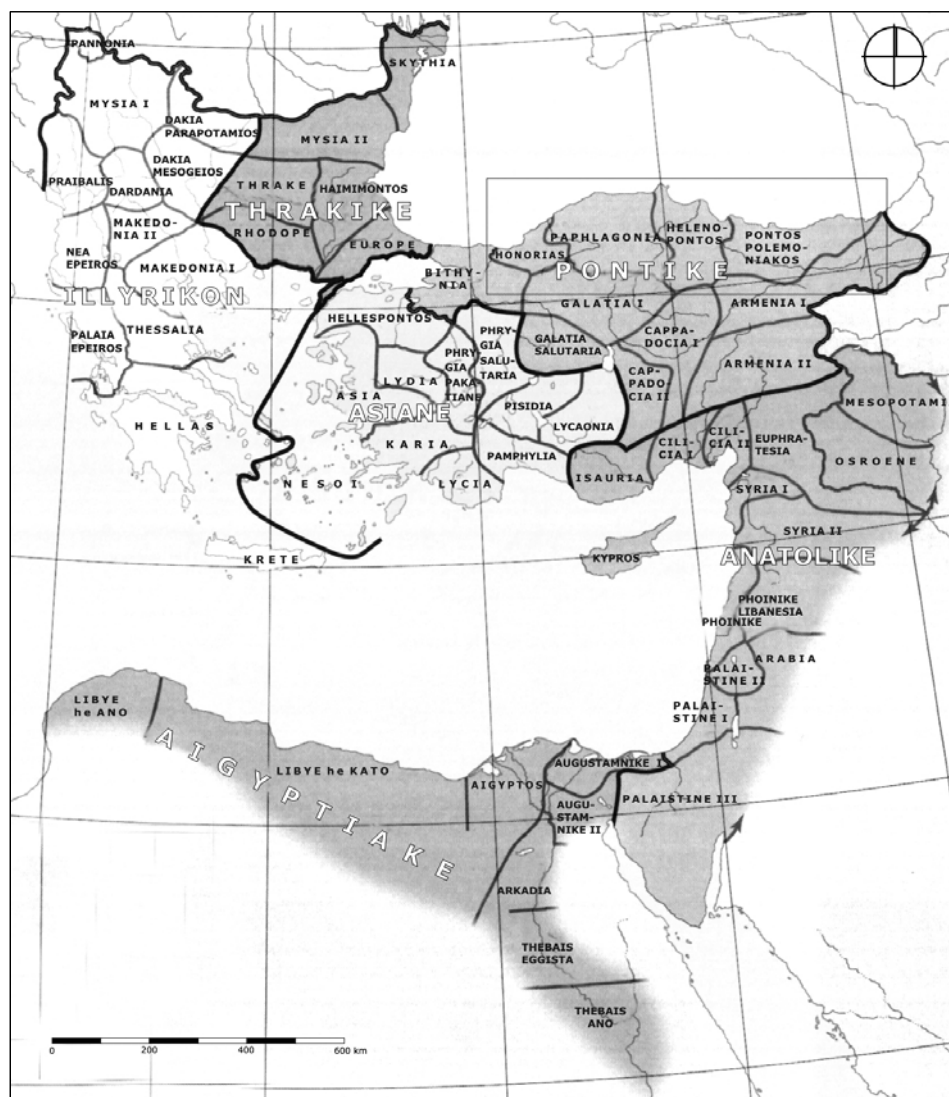 PANNONIA
SKYTHIA
MYSIA I
DAKIA
PARAPOTAMIOS
MYSIA II
DAKIA
MESOGEIOS
PRAIBALIS
DARDANIA
THRAKE
HAIMIMONTOS
THRAKIKE
RHODOPE
EUROPE
MAKEDO-
NIA II
NEA
EPEIROS
MAKEDONIA I
ILLYRIKON
THESSALIA
PALAIA
EPEIROS
HELLAS
KRETE
NESOI
PAPHLAGONIA
HELENO-
PONTOS
PONTOS
POLEMO-
NIAKOS
HONORIAS
PONTIKE
BITHY-
NIA
GALATIA I
ARMENIA I
HELLESPONTOS
PHRY-
GIA
SALU-
TARIA
GALATIA
SALUTARIA
CAPPA-
DOCIA I
ARMENIA II
PHRY-
GIA
PAKA-
TIANE
CAP-
PADO-
CIA II
LYDIA
ASIA
ASIANE
PISIDIA
LYCAONIA
KARIA
PAMPHYLIA
LYCIA
ISAURIA
CILI-
CIA I
CILI-
CIA II
EUPHRA-
TESIA
MESOPOTAMI
OSROENE
SYRIA I
SYRIA II
ANATOLIKE
KYPROS
PHOINIKE
LIBANESIA
PHOINIKE
ARABIA
PALAI-
STINE II
PALAI-
STINE I
LIBYE
he ANO
LIBYE he KATO
AIGYPTIAKE
AIGYPTOS
AUGUSTAMNIKE I
AUGU-
STAM-
NIKE II
PALAISTINE III
ARKADIA
THEBAIS
EGGISTA
THEBAIS
ANO
0 200 400 600 km